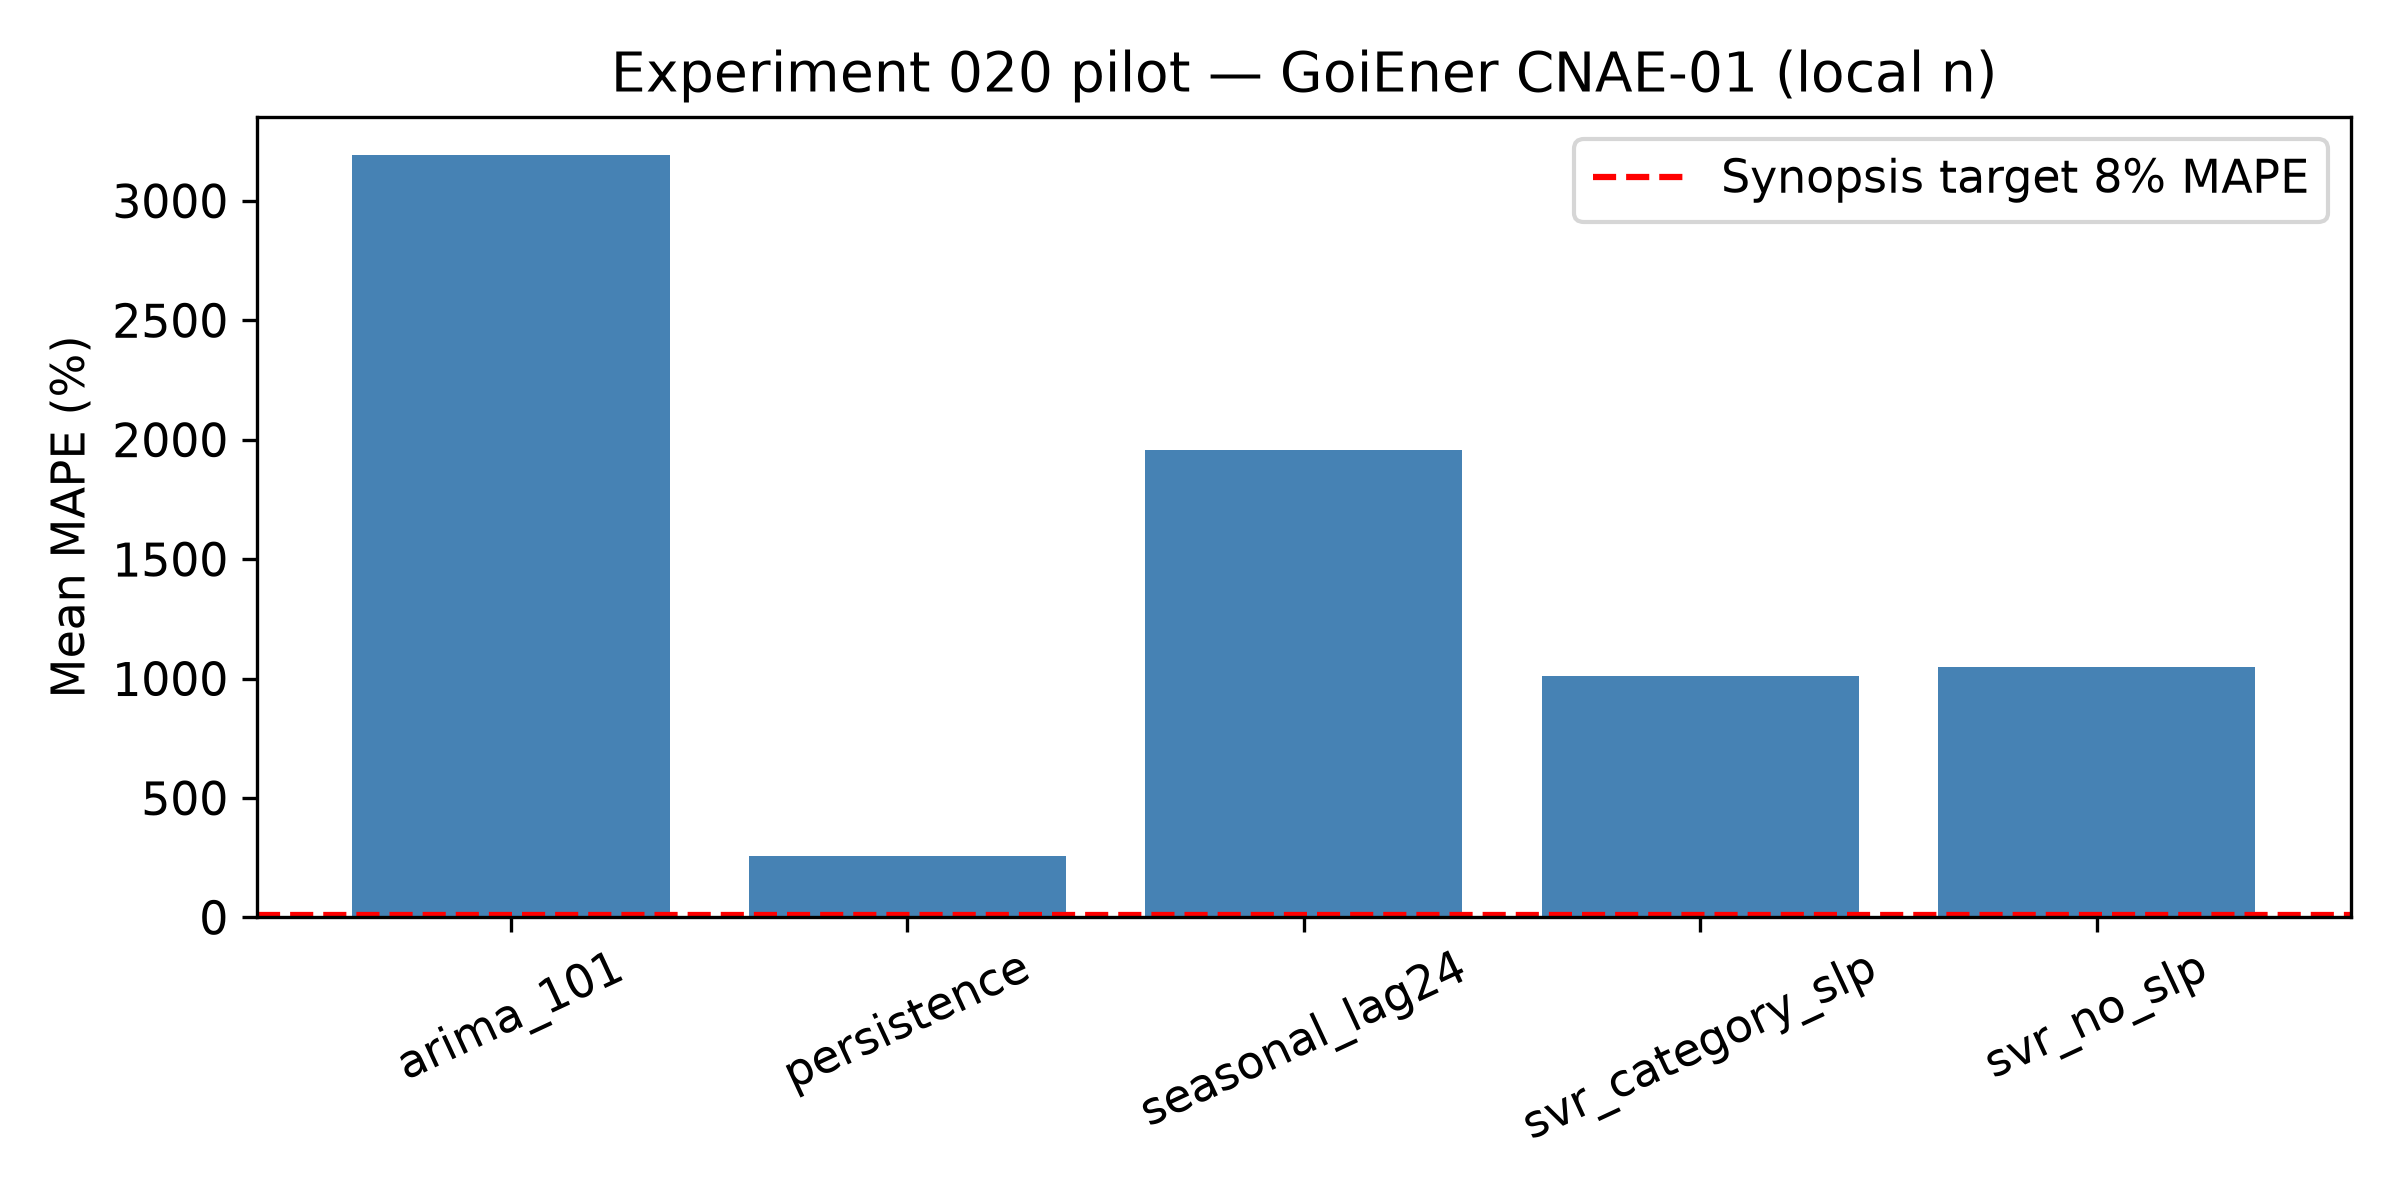 Experiment 020 pilot — GoiEner CNAE-01 (local n)
Synopsis target 8% MAPE
Mean MAPE (%)
3000
2500
2000
1500
1000
500
0
arima_101
persistence
seasonal_lag24
svr_category_slp
svr_no_slp